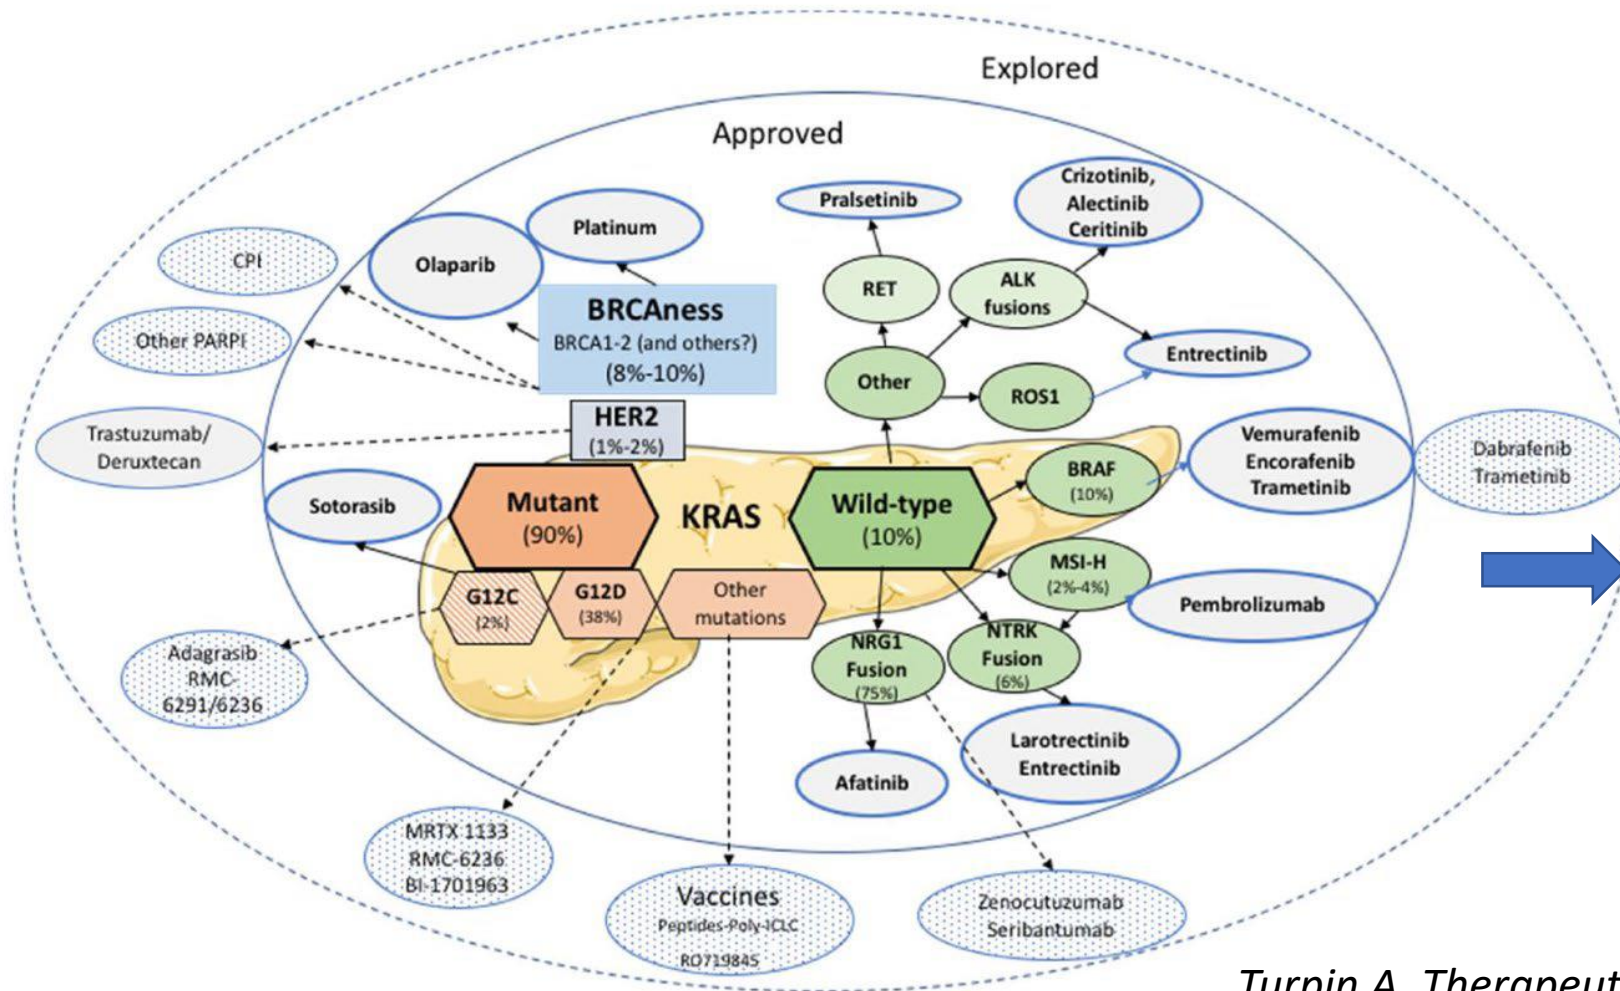 Explored
Approved
Crizotinib,
Alectinib
Ceritinib
Pralsetinib
Platinum
Olaparib
CPI
RET
ALK
fusions
BRCAness
BRCA1-2 (and others?)
(8%-10%)
Other PARPI
Entrectinib
Other
ROS1
HER2
(1%-2%)
Trastuzumab/
Deruxtecan
Vemurafenib
Encorafenib
Trametinib
Dabrafenib
Trametinib
BRAF
(10%)
Sotorasib
Mutant
(90%)
KRAS
Wild-type
(10%)
MSI-H
(2%-4%)
G12C
(2%)
G12D
(38%)
Other
mutations
Pembrolizumab
NRG1
Fusion
(75%)
NTRK
Fusion
(6%)
Adagrasib
RMC-
6291/6236
Larotrectinib
Entrectinib
Afatinib
MRTX 1133
RMC-6236
BI-1701963
Vaccines
Peptides-Poly-ICLC
RO719845
Zenocutuzumab
Seribantumab
Turpin A, Therapeut